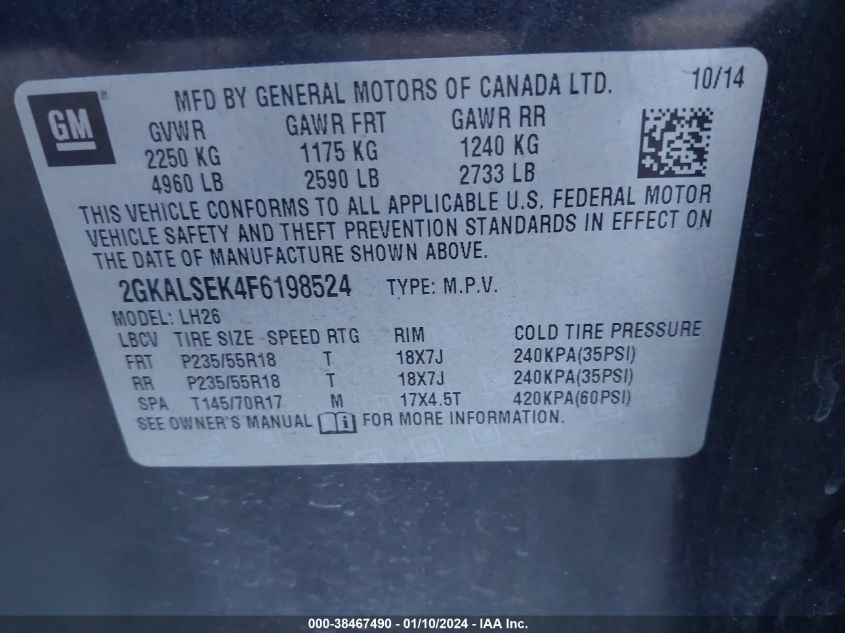 GM ®
MFD BY GENERAL MOTORS OF CANADA LTD. 10/14
GVWR GAWR FRT GAWR RR
2250 KG 1175 KG 1240 KG
4960 LB 2590 LB 2733 LB
THIS VEHICLE CONFORMS TO ALL APPLICABLE U.S. FEDERAL MOTOR
VEHICLE SAFETY AND THEFT PREVENTION STANDARDS IN EFFECT ON
THE DATE OF MANUFACTURE SHOWN ABOVE.
2GKALSEK4F6198524 TYPE: M.P.V.
MODEL: LH26
LBCV TIRE SIZE SPEED RTG RIM COLD TIRE PRESSURE
FRT P235/55R18 T 18X7J 240KPA(35PSI)
RR P235/55R18 T 18X7J 240KPA(35PSI)
SPA T145/70R17 M 17X4.5T 420KPA(60PSI)
SEE OWNER'S MANUAL i FOR MORE INFORMATION.
000-38467490 - 01/10/2024 - IAA Inc.